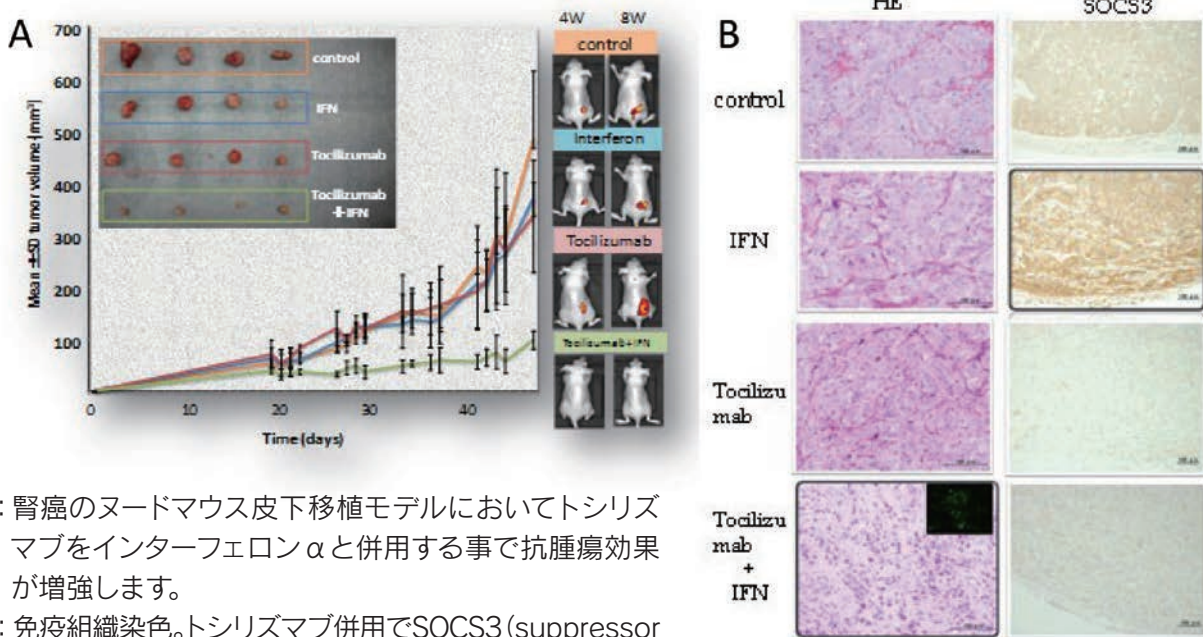 A
700
600
500
400
300
200
100
0
10
20
30
40
Mean ±SD tumor volume (mm³)
Time (days)
control
IFN
Tocilizumab
Tocilizumab
+IFN
4W 8W
control
Interferon
Tocilizumab
Tocilizumab+IFN
B
HE SOCS3
control
IFN
Tocilizu
mab
Tocilizu
mab
+
IFN
：腎癌のヌードマウス皮下移植モデルにおいてトシリズ
マブをインターフェロンαと併用する事で抗腫瘍効果
が増強します。
：免疫組織染色。トシリズマブ併用でSOCS3(suppressor